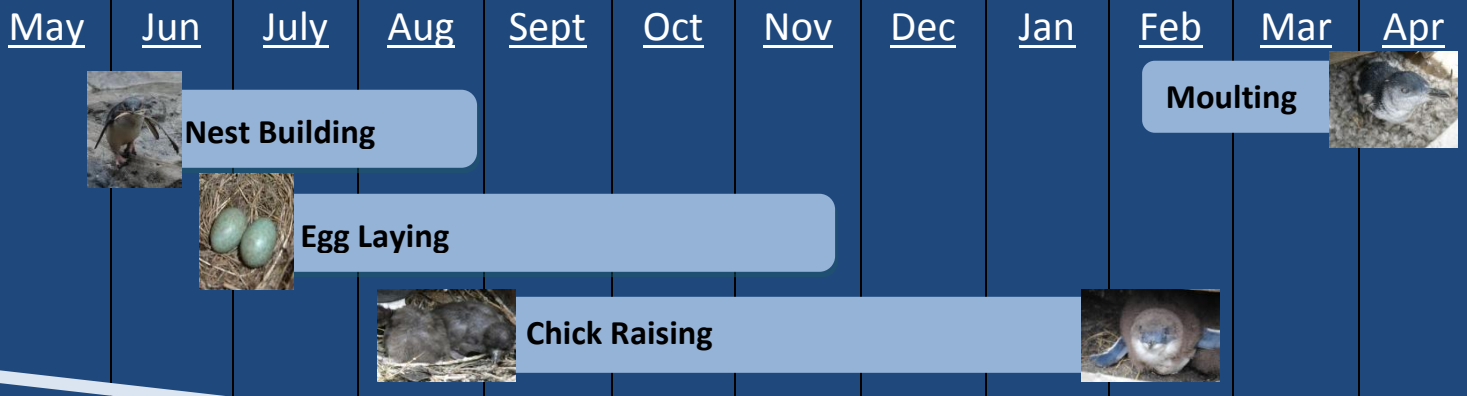 May Jun July Aug Sept Oct Nov Dec Jan Feb Mar Apr
Moulting
Nest Building
Egg Laying
Chick Raising